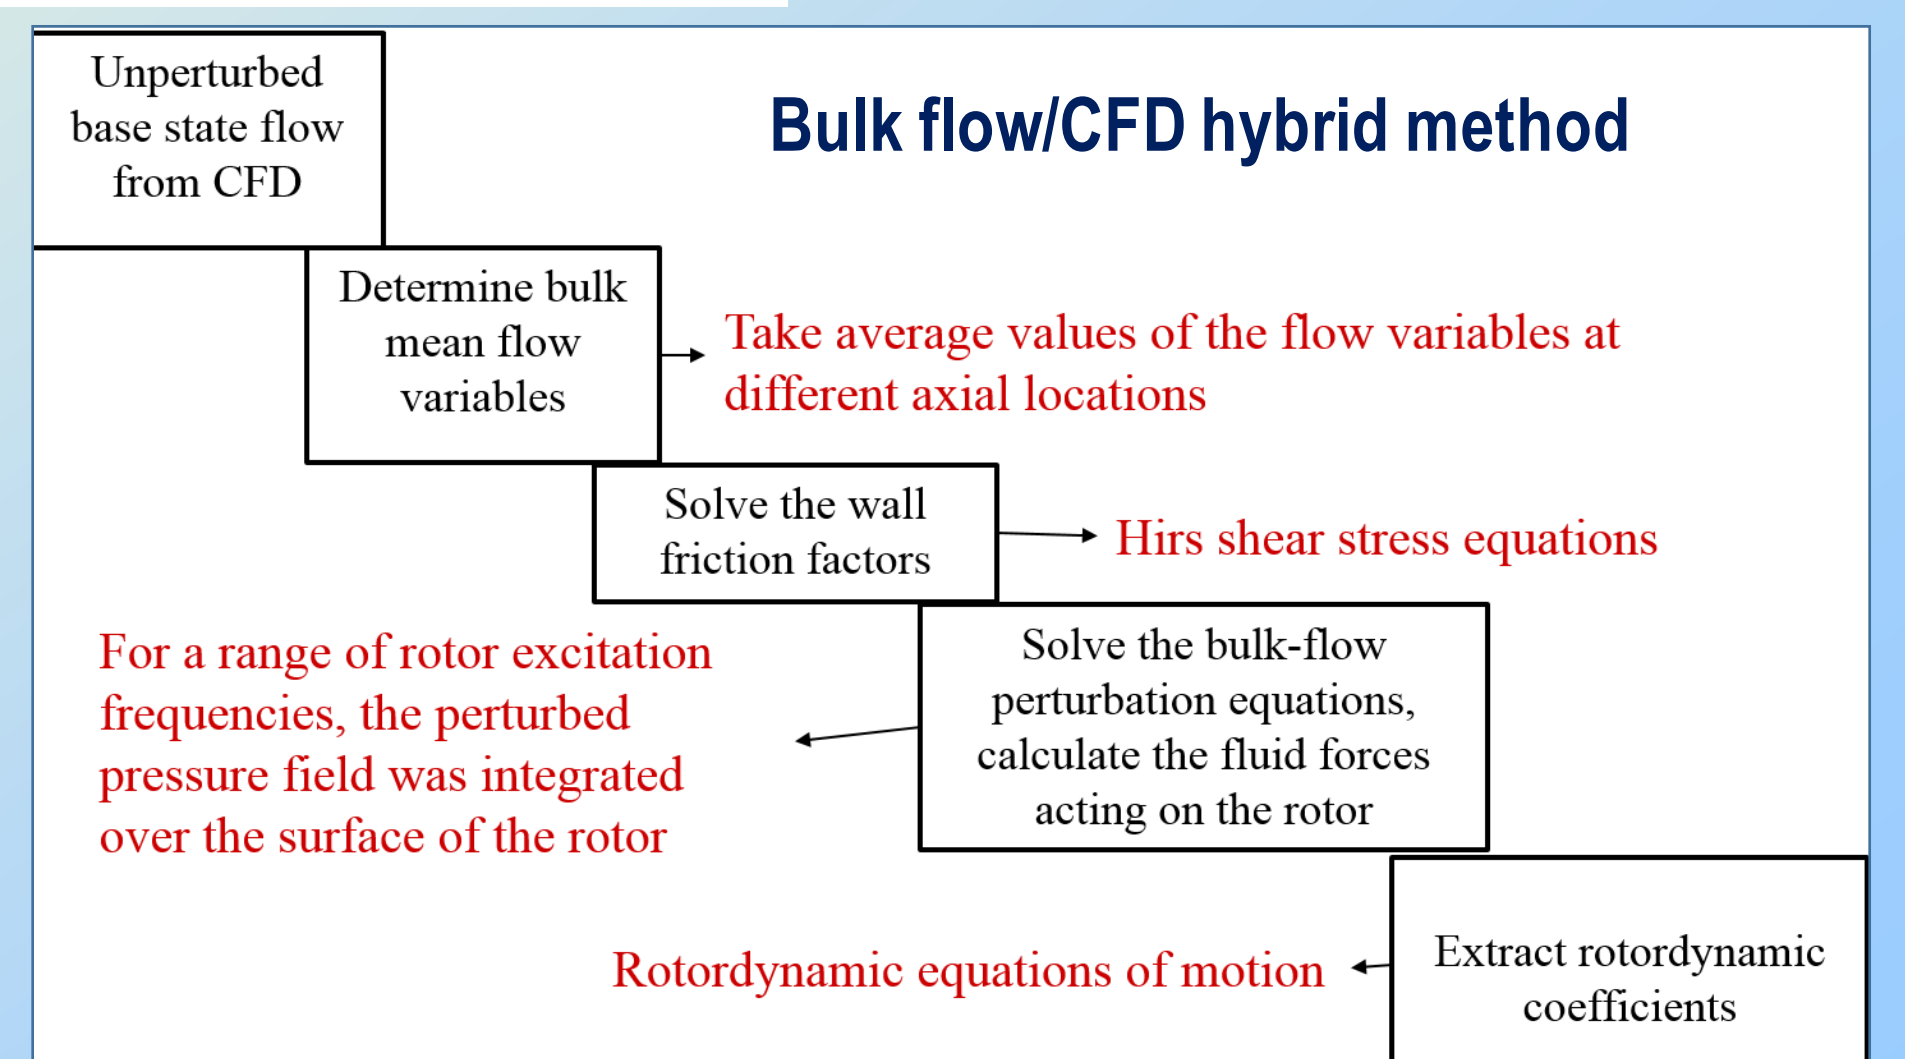 Unperturbed
base state flow
from CFD
Bulk flow/CFD hybrid method
Determine bulk
mean flow
variables
Take average values of the flow variables at
different axial locations
Solve the wall
friction factors
Hirs shear stress equations
For a range of rotor excitation
frequencies, the perturbed
pressure field was integrated
over the surface of the rotor
Solve the bulk-flow
perturbation equations,
calculate the fluid forces
acting on the rotor
Rotordynamic equations of motion
Extract rotordynamic
coefficients